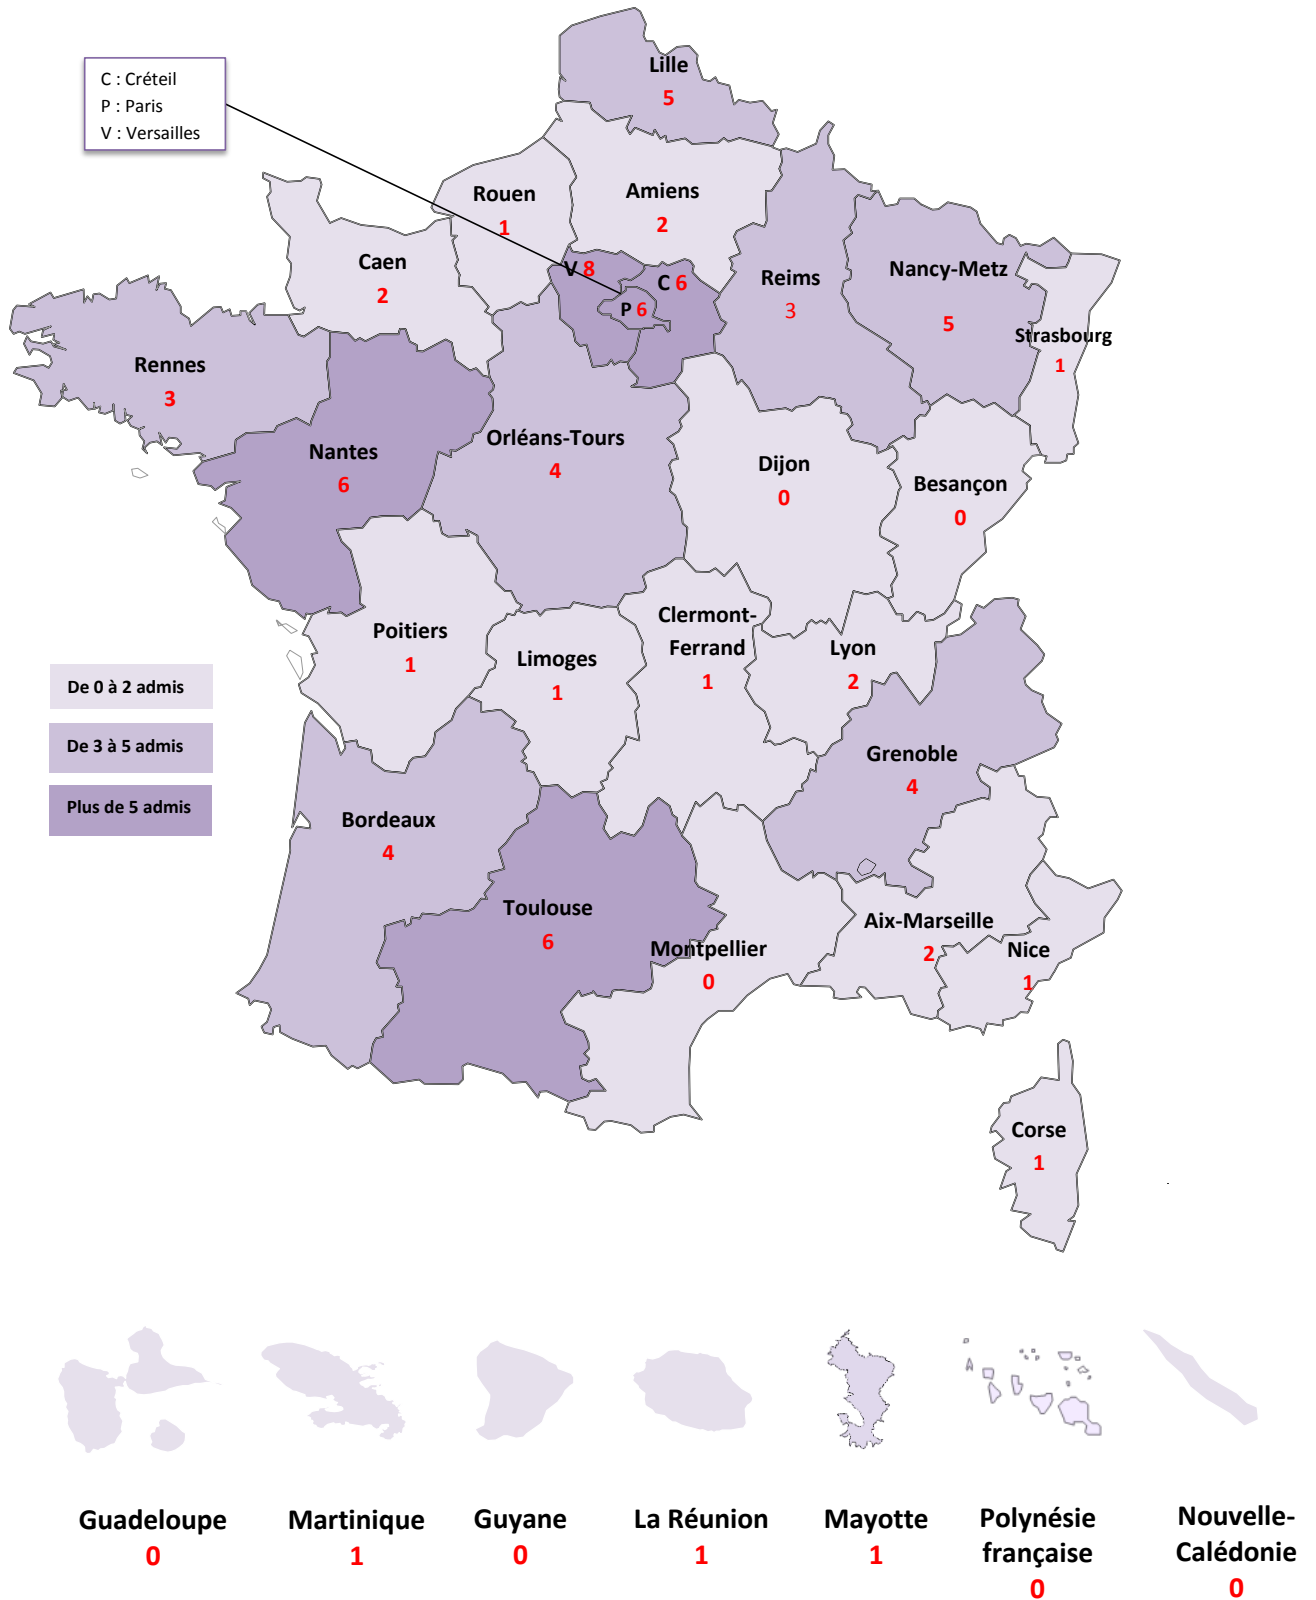 C : Créteil
P : Paris
V : Versailles
Lille
5
Rouen
1
Amiens
2
Caen
2
V 8
C 6
P 6
Reims
3
Nancy-Metz
5
Strasbourg
1
Rennes
3
Nantes
6
Orléans-Tours
4
Dijon
0
Besançon
0
Poitiers
1
Limoges
1
Clermont-
Ferrand
1
Lyon
2
De 0 à 2 admis
De 3 à 5 admis
Plus de 5 admis
Grenoble
4
Bordeaux
4
Toulouse
6
Montpellier
0
Aix-Marseille
2
Nice
1
Corse
1
Guadeloupe
0
Martinique
1
Guyane
0
La Réunion
1
Mayotte
1
Polynésie
française
0
Nouvelle-
Calédonie
0